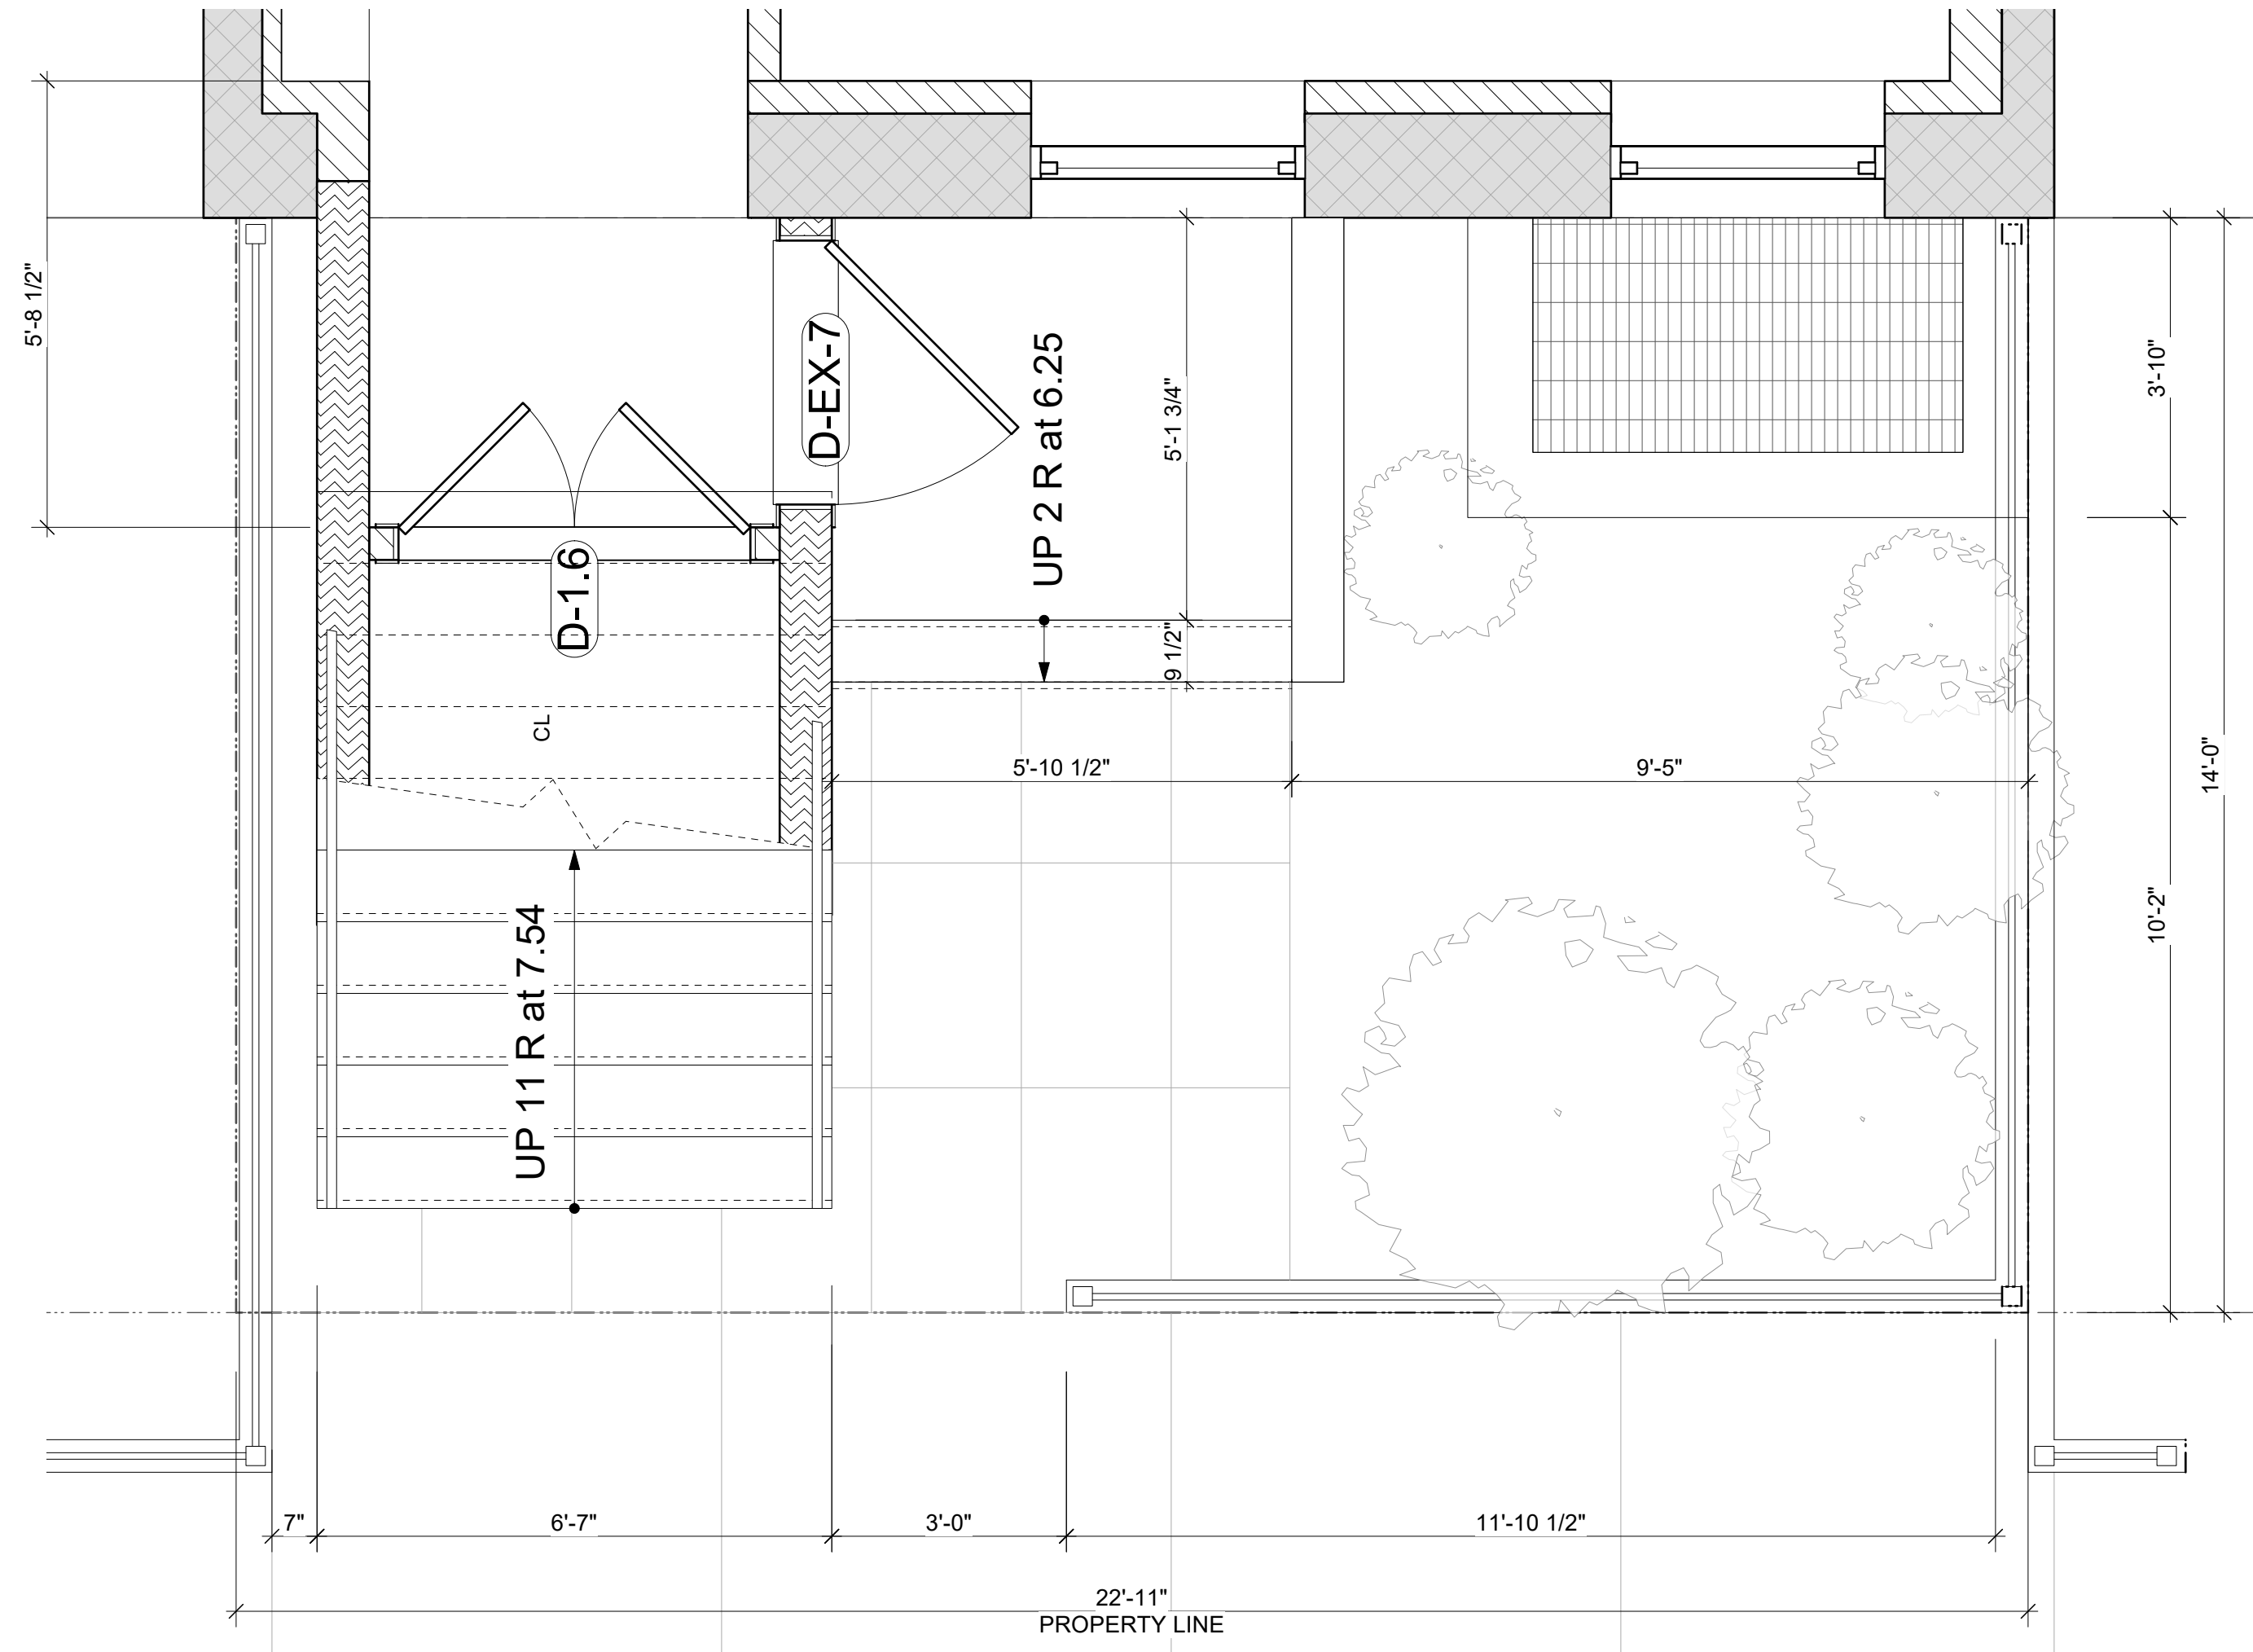 5'-8 1/2"
D-EX-7
UP 2 R at 6.25
5'-1 3/4"
9 1/2"
3'-10"
14'-0"
10'-2"
D-1.6
CL
5'-10 1/2"
9'-5"
UP 11 R at 7.54
7"
6'-7"
3'-0"
11'-10 1/2"
22'-11"
PROPERTY LINE